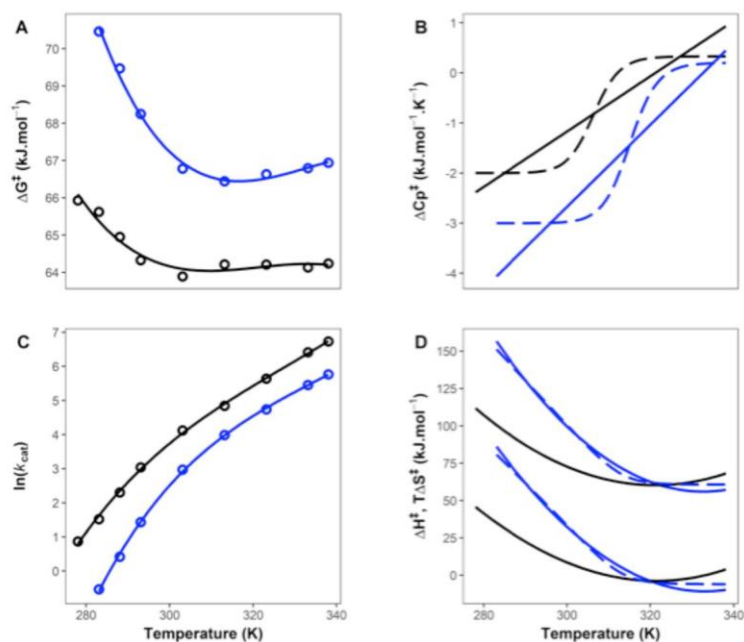 A
B
ΔG‡ (kJ.mol⁻¹)
70
69
68
67
66
65
64
ΔCp‡ (kJ.mol⁻¹.K⁻¹)
1
0
-1
-2
-3
-4
C
D
ln(kcat)
7
6
5
4
3
2
1
0
280 300 320 340
Temperature (K)
ΔH‡, TΔS‡ (kJ.mol⁻¹)
150
125
100
75
50
25
0
280 300 320 340
Temperature (K)